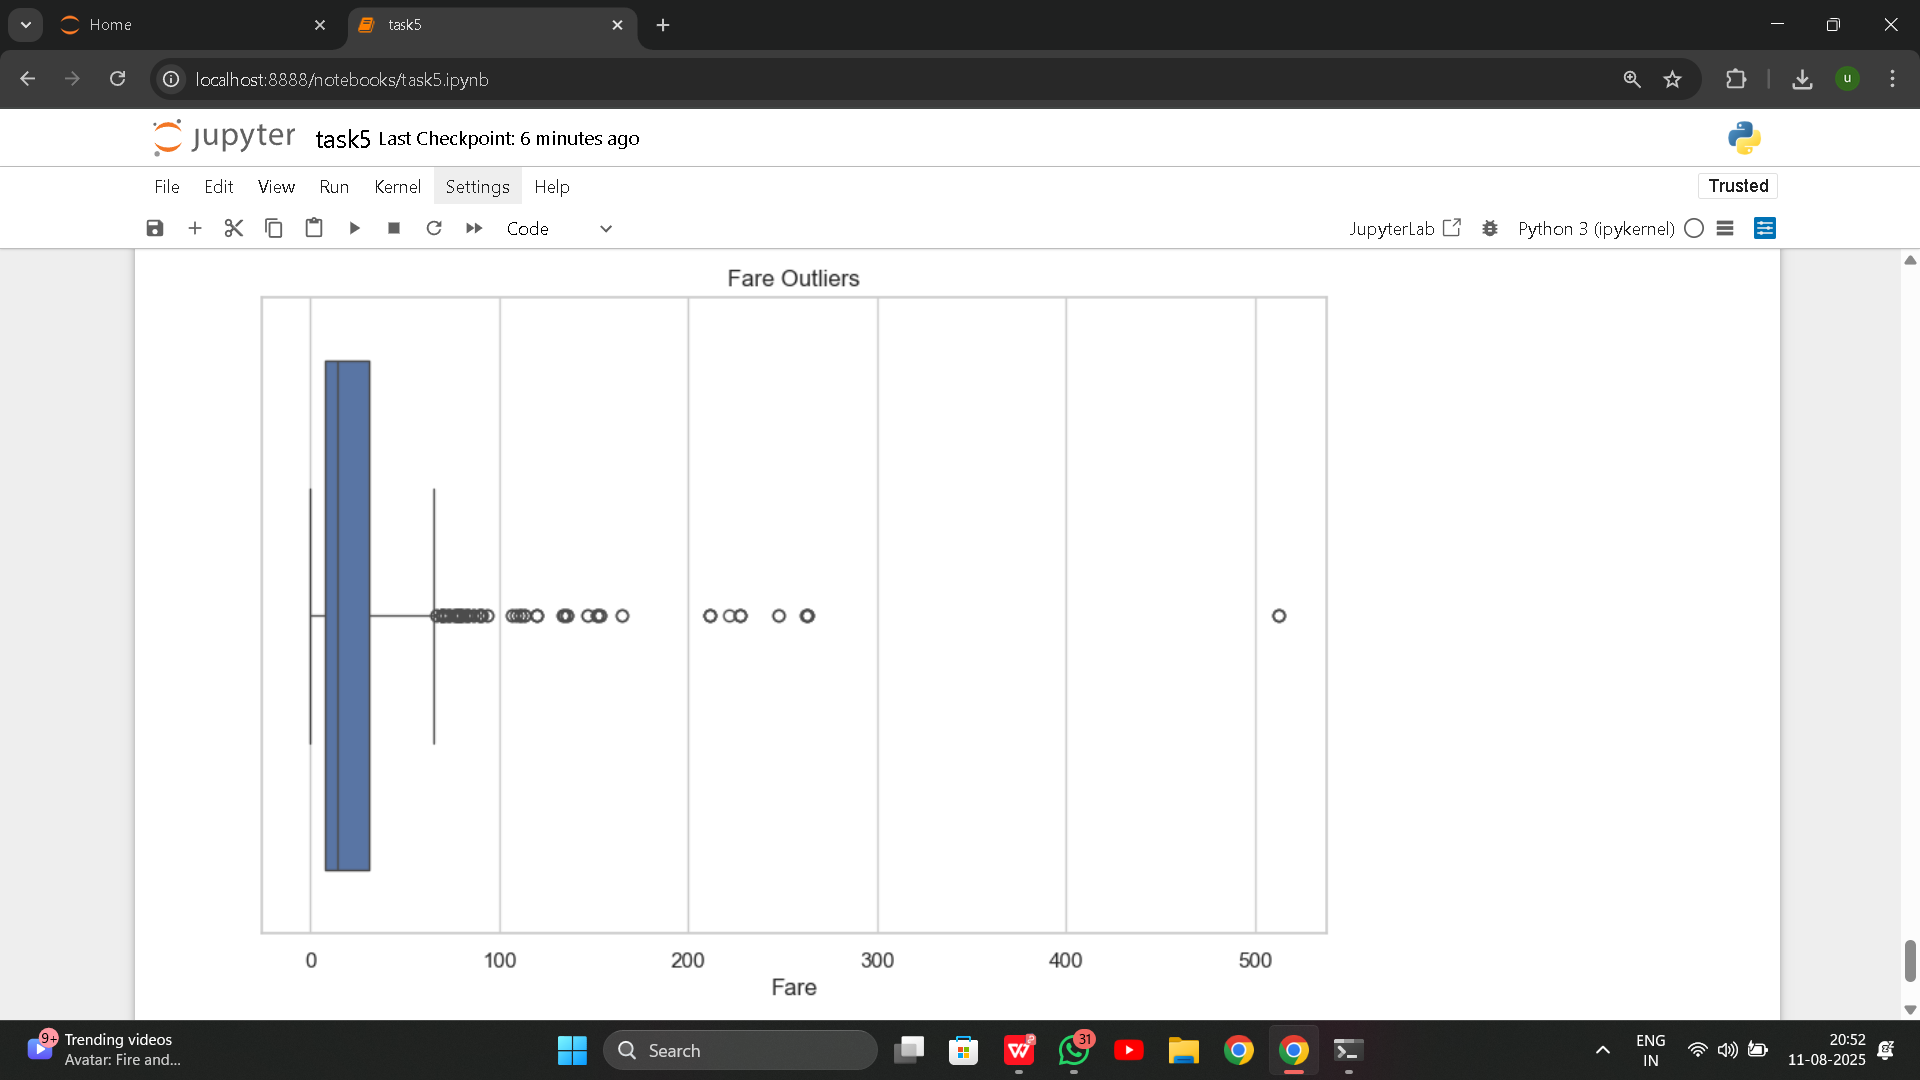 Home
task5
localhost:8888/notebooks/task5.ipynb
u
jupyter task5 Last Checkpoint: 6 minutes ago
File Edit View Run Kernel Settings Help
Trusted
Code
JupyterLab
Python 3 (ipykernel)
Fare Outliers
0 100 200 300 400 500
Fare
9+
Trending videos
Avatar: Fire and...
Search
31
ENG
IN
20:52
11-08-2025